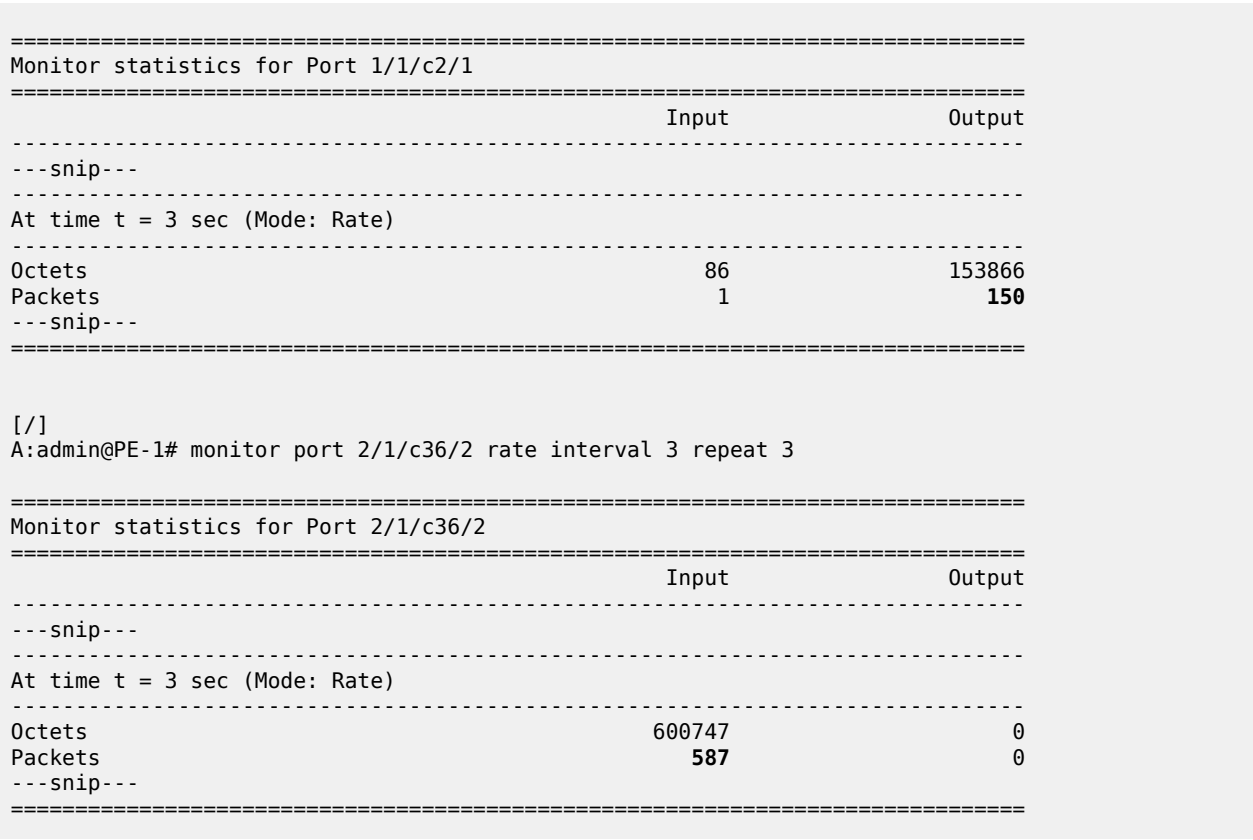 ===============================================================================
Monitor statistics for Port 1/1/c2/1
===============================================================================
                                                   Input                 Output
-------------------------------------------------------------------------------
---snip---
-------------------------------------------------------------------------------
At time t = 3 sec (Mode: Rate)
-------------------------------------------------------------------------------
Octets                                                86                 153866
Packets                                                1                    150
---snip---
===============================================================================
[/]
A:admin@PE-1# monitor port 2/1/c36/2 rate interval 3 repeat 3
===============================================================================
Monitor statistics for Port 2/1/c36/2
===============================================================================
                                                   Input                 Output
-------------------------------------------------------------------------------
---snip---
-------------------------------------------------------------------------------
At time t = 3 sec (Mode: Rate)
-------------------------------------------------------------------------------
Octets                                            600747                      0
Packets                                              587                      0
---snip---
===============================================================================